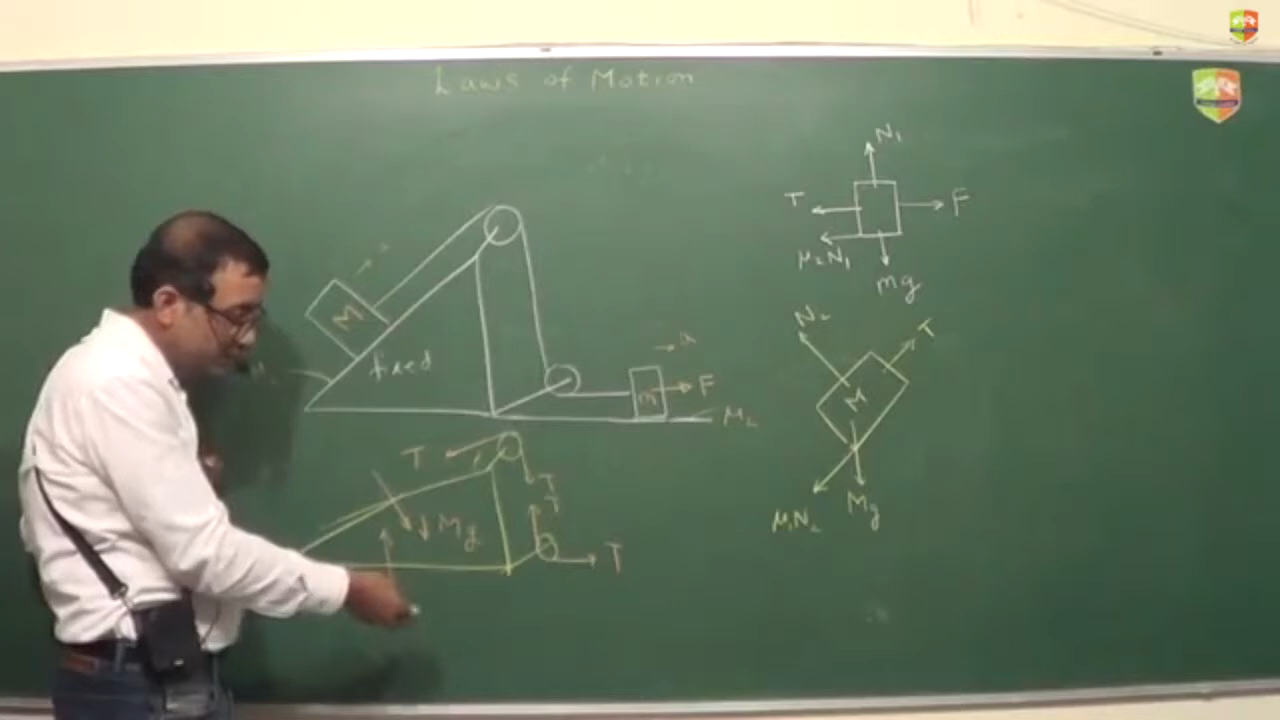 Laws of Motion
N₁
T
F
μ₂N₁
mg
a
M
fixed
m
F
μ₂
N₂
T
M
μ₁N₂
Mg
T
T
T
Mg
T